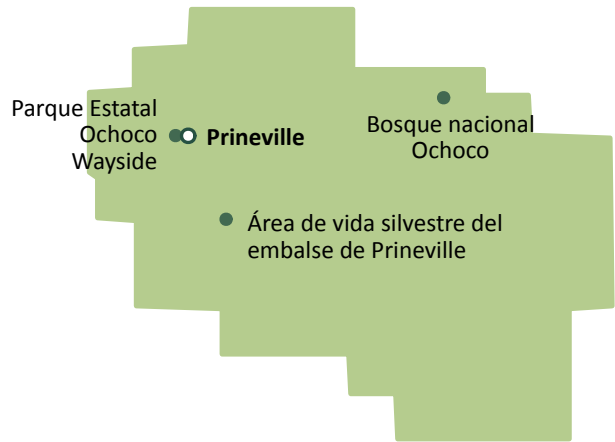 Parque Estatal
Ochoco
Wayside
Prineville
Bosque nacional
Ochoco
Área de vida silvestre del
embalse de Prineville